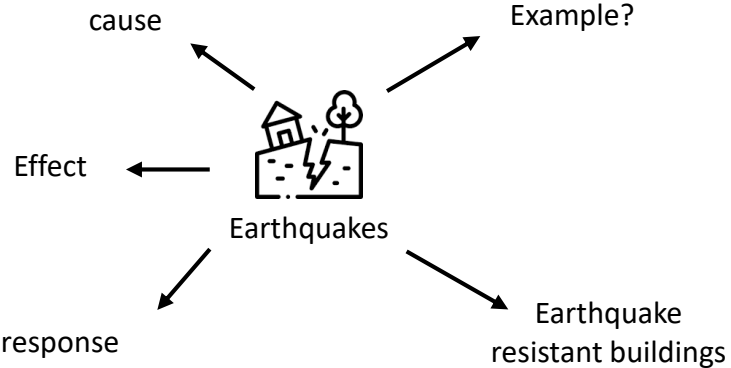 cause
Example?
Effect
Earthquakes
response
Earthquake
resistant buildings